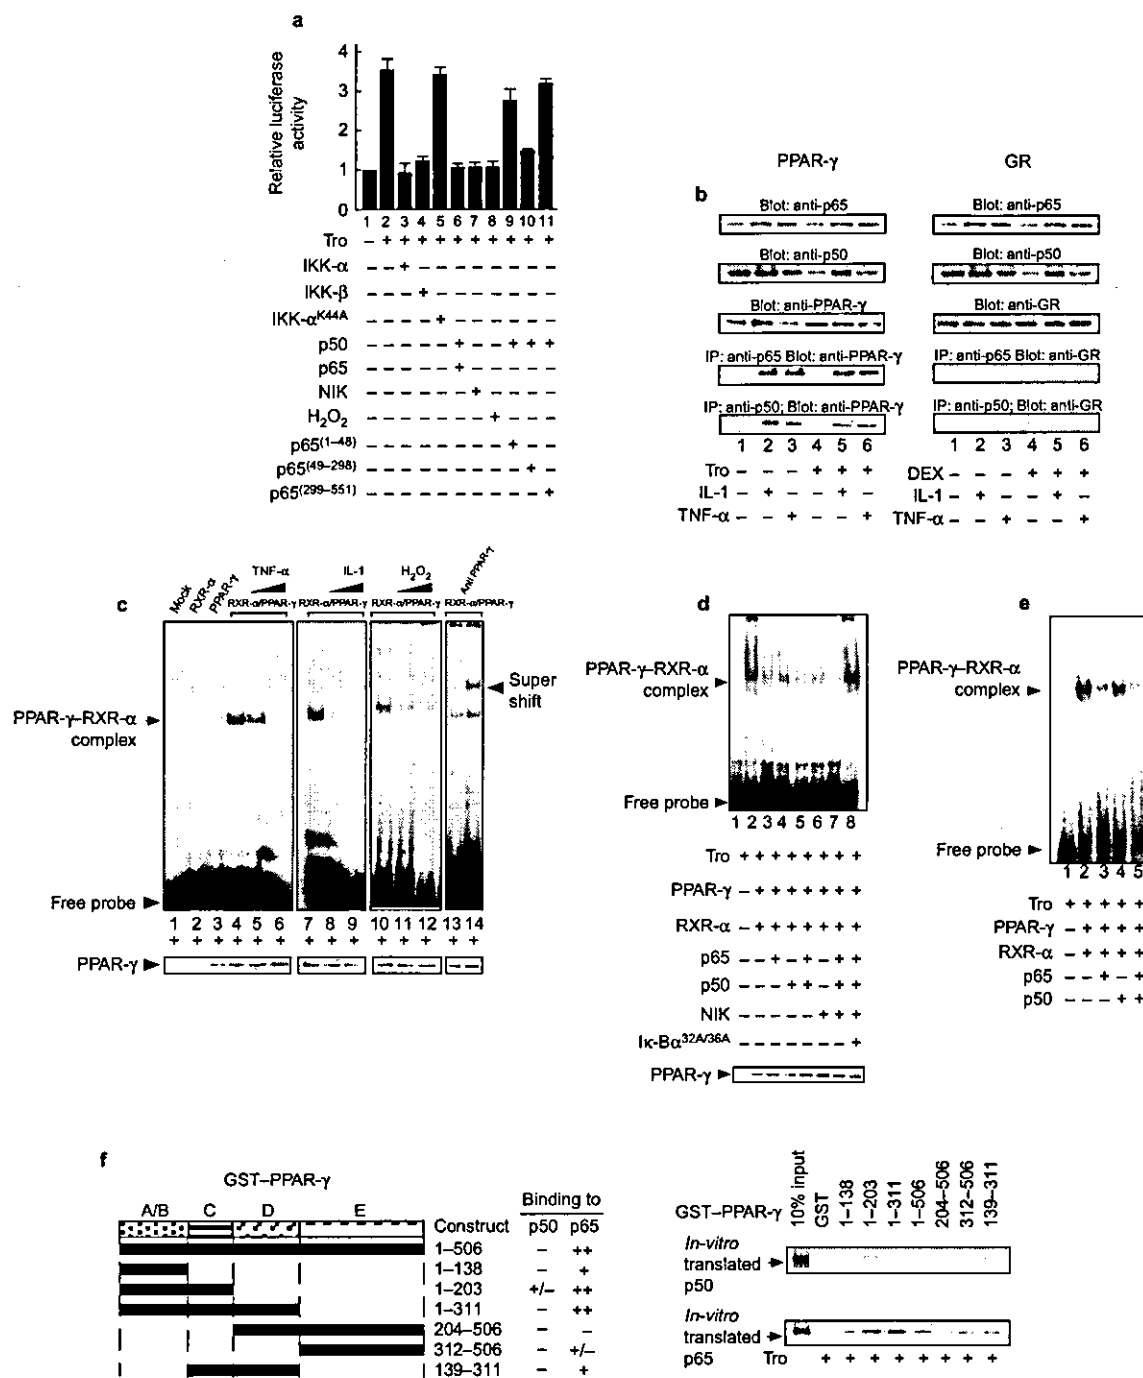 a
Relative luciferase activity
4
3
2
1
0
1 2 3 4 5 6 7 8 9 10 11
Tro – + + + + + + + + + +
IKK-α – – + – – – – – – – –
IKK-β – – – + – – – – – – –
IKK-α^K44A – – – – + – – – – – –
p50 – – – – – + – – + + +
p65 – – – – – + – – – – –
NIK – – – – – – + – – – –
H2O2 – – – – – – – + – – –
p65(1–48) – – – – – – – – + – –
p65(49–298) – – – – – – – – – + –
p65(299–551) – – – – – – – – – – +
b
PPAR-γ
Blot: anti-p65
Blot: anti-p50
Blot: anti-PPAR-γ
IP: anti-p65 Blot: anti-PPAR-γ
IP: anti-p50; Blot: anti-PPAR-γ
1 2 3 4 5 6
Tro – – – + + +
IL-1 – + – – + –
TNF-α – – + – – +
GR
Blot: anti-p65
Blot: anti-p50
Blot: anti-GR
IP: anti-p65 Blot: anti-GR
IP: anti-p50; Blot: anti-GR
1 2 3 4 5 6
DEX – – – + + +
IL-1 – + – – + –
TNF-α – – + – – +
c
Mock
RXR-α
PPAR-γ
TNF-α
RXR-α/PPAR-γ
IL-1
RXR-α/PPAR-γ
H2O2
RXR-α/PPAR-γ
Anti PPAR-γ
RXR-α/PPAR-γ
Super shift
PPAR-γ–RXR-α complex
Free probe
1 2 3 4 5 6 7 8 9 10 11 12 13 14
+ + + + + + + + + + + + + +
PPAR-γ
d
PPAR-γ–RXR-α complex
Free probe
1 2 3 4 5 6 7 8
Tro + + + + + + + +
PPAR-γ – + + + + + + +
RXR-α – + + + + + + +
p65 – – + – + – + +
p50 – – – + + – + +
NIK – – – – – + + +
Iκ-Bα^32A/36A – – – – – – – +
PPAR-γ
e
PPAR-γ–RXR-α complex
Free probe
1 2 3 4 5
Tro + + + + +
PPAR-γ – + + + +
RXR-α – + + + +
p65 – – + – +
p50 – – – + +
f
GST–PPAR-γ
A/B C D E
Binding to
Construct p50 p65
1–506 – ++
1–138 – +
1–203 +/– ++
1–311 – ++
204–506 – –
312–506 – +/–
139–311 – +
GST–PPAR-γ
10% input
GST
1–138
1–203
1–311
1–506
204–506
312–506
139–311
In-vitro
translated
p50
In-vitro
translated
p65
Tro + + + + + + + +